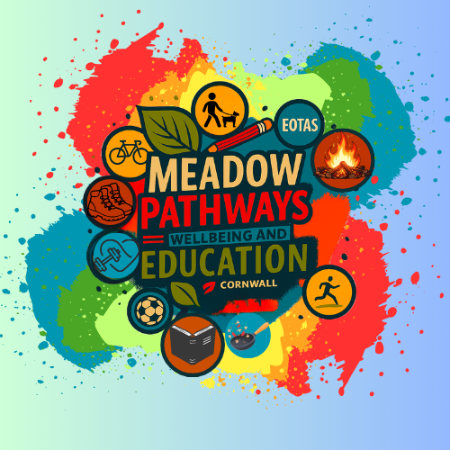 EOTAS
MEADOW
PATHWAYS
WELLBEING AND
EDUCATION
CORNWALL